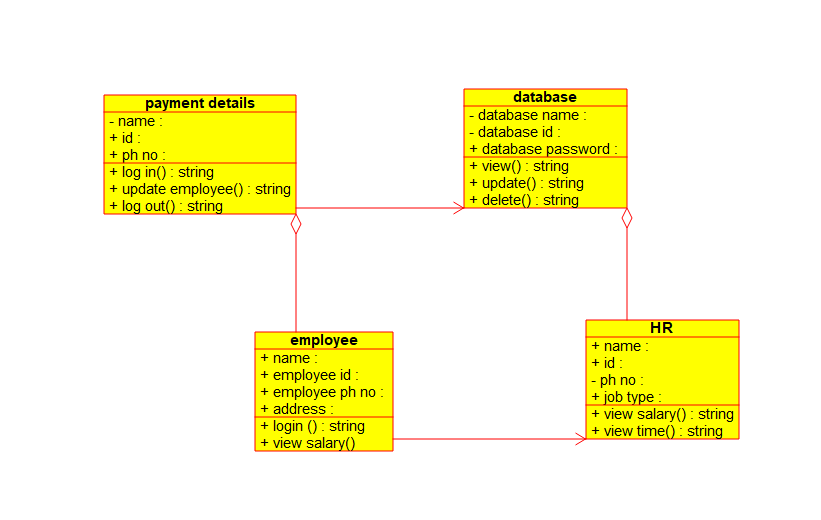 payment details
- name :
+ id :
+ ph no :
+ log in() : string
+ update employee() : string
+ log out() : string
database
- database name :
- database id :
+ database password :
+ view() : string
+ update() : string
+ delete() : string
employee
+ name :
+ employee id :
+ employee ph no :
+ address :
+ login () : string
+ view salary()
HR
+ name :
+ id :
- ph no :
+ job type :
+ view salary() : string
+ view time() : string